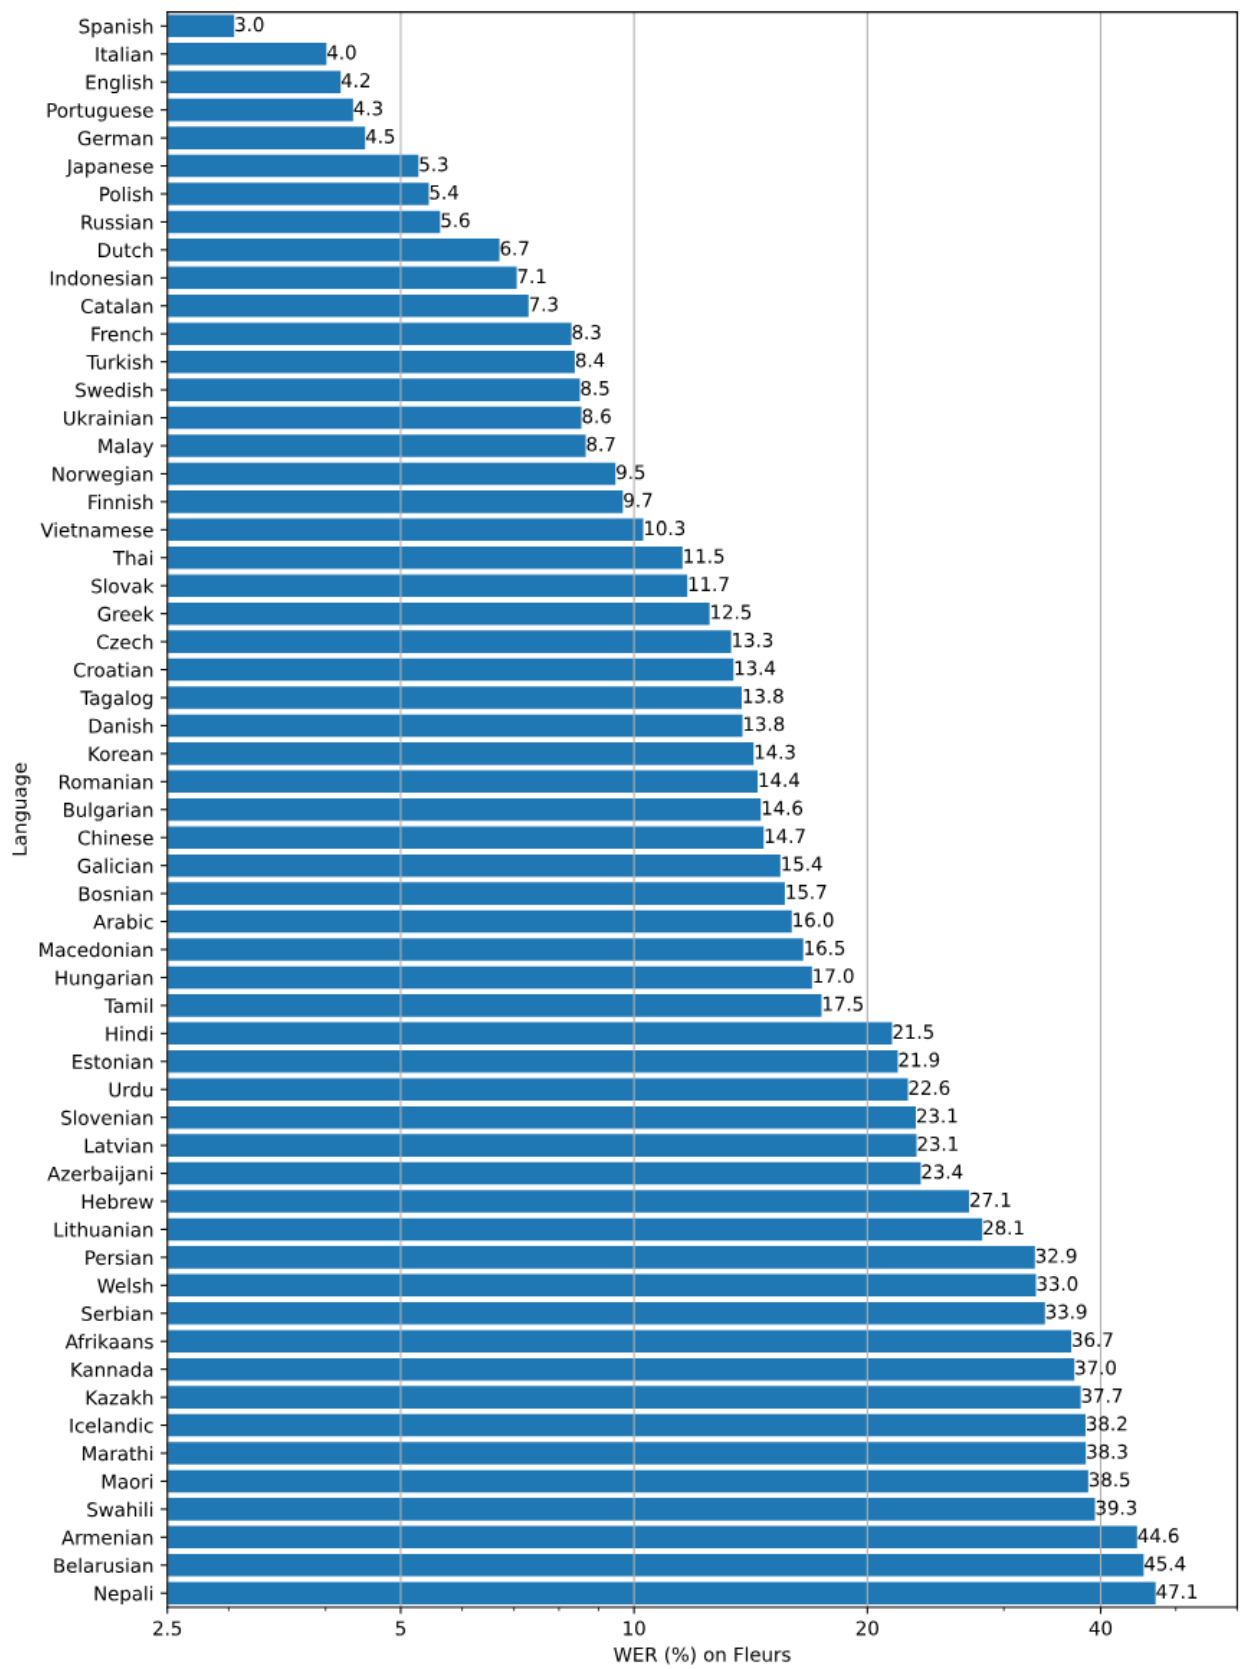 Spanish 3.0
Italian 4.0
English 4.2
Portuguese 4.3
German 4.5
Japanese 5.3
Polish 5.4
Russian 5.6
Dutch 6.7
Indonesian 7.1
Catalan 7.3
French 8.3
Turkish 8.4
Swedish 8.5
Ukrainian 8.6
Malay 8.7
Norwegian 9.5
Finnish 9.7
Vietnamese 10.3
Thai 11.5
Slovak 11.7
Greek 12.5
Czech 13.3
Croatian 13.4
Tagalog 13.8
Danish 13.8
Korean 14.3
Romanian 14.4
Bulgarian 14.6
Chinese 14.7
Galician 15.4
Bosnian 15.7
Arabic 16.0
Macedonian 16.5
Hungarian 17.0
Tamil 17.5
Hindi 21.5
Estonian 21.9
Urdu 22.6
Slovenian 23.1
Latvian 23.1
Azerbaijani 23.4
Hebrew 27.1
Lithuanian 28.1
Persian 32.9
Welsh 33.0
Serbian 33.9
Afrikaans 36.7
Kannada 37.0
Kazakh 37.7
Icelandic 38.2
Marathi 38.3
Maori 38.5
Swahili 39.3
Armenian 44.6
Belarusian 45.4
Nepali 47.1
Language
2.5 5 10 20 40
WER (%) on Fleurs